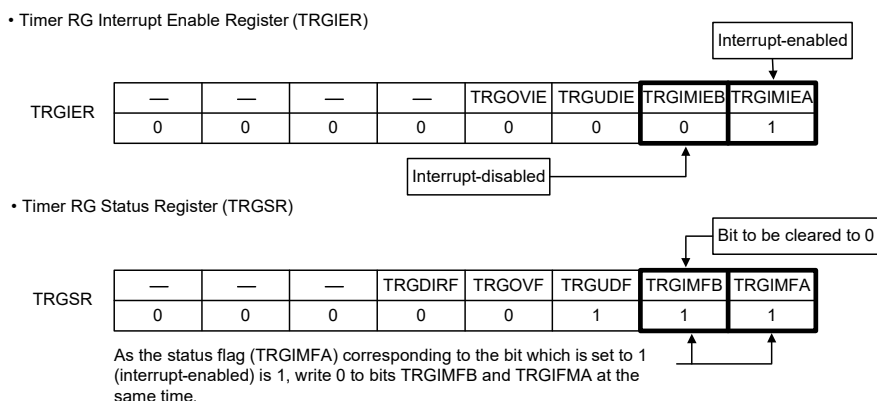 • Timer RG Interrupt Enable Register (TRGIER)
Interrupt-enabled
TRGIER
— — — — TRGOVIE TRGUDIE TRGIMIEB TRGIMIEA
0 0 0 0 0 0 0 1
Interrupt-disabled
• Timer RG Status Register (TRGSR)
Bit to be cleared to 0
TRGSR
— — — TRGDIRF TRGOVF TRGUDF TRGIMFB TRGIMFA
0 0 0 0 0 1 1 1
As the status flag (TRGIMFA) corresponding to the bit which is set to 1
(interrupt-enabled) is 1, write 0 to bits TRGIMFB and TRGIFMA at the
same time.